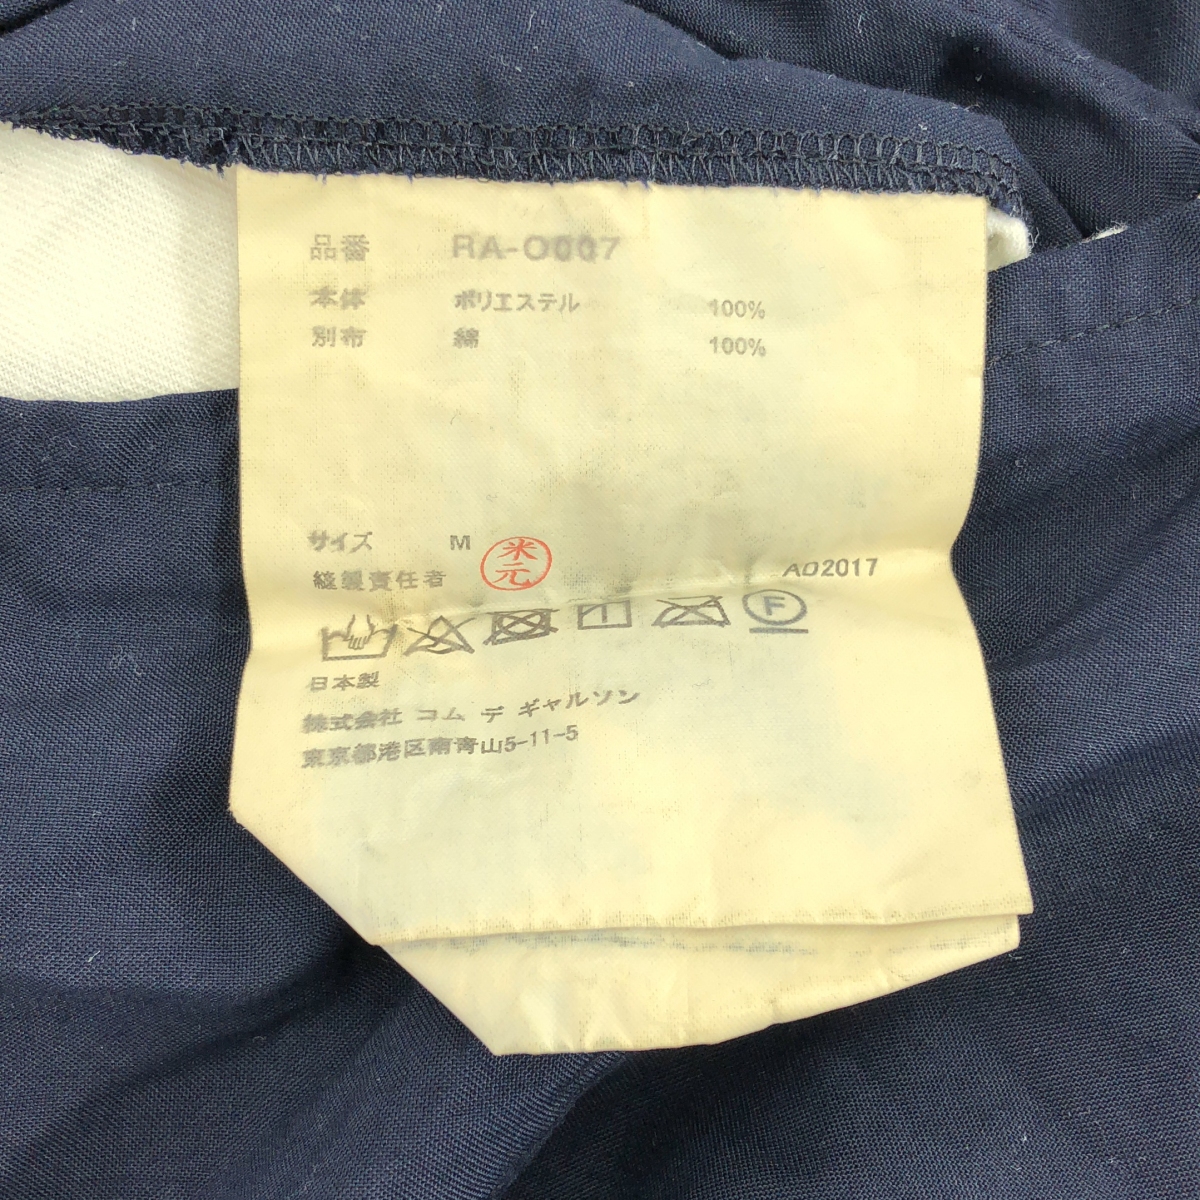 品番 RA-O007
本体 ポリエステル 100%
別布 綿 100%
サイズ M
縫製責任者 米元
AD2017
F
日本製
株式会社 コム デ ギャルソン
東京都港区南青山5-11-5